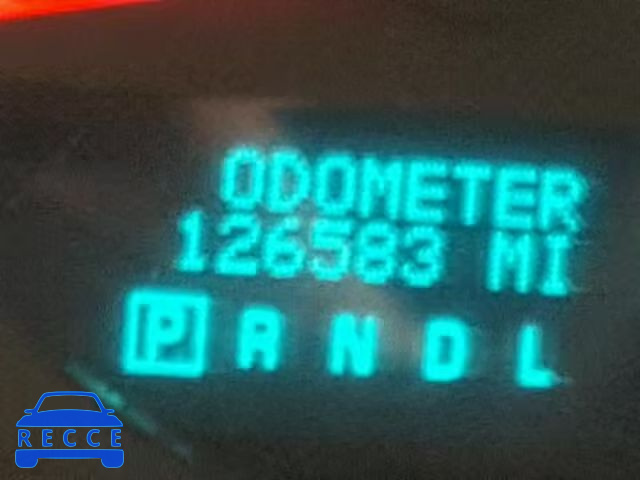 ODOMETER
126583 MI
P R N D L
RECCE